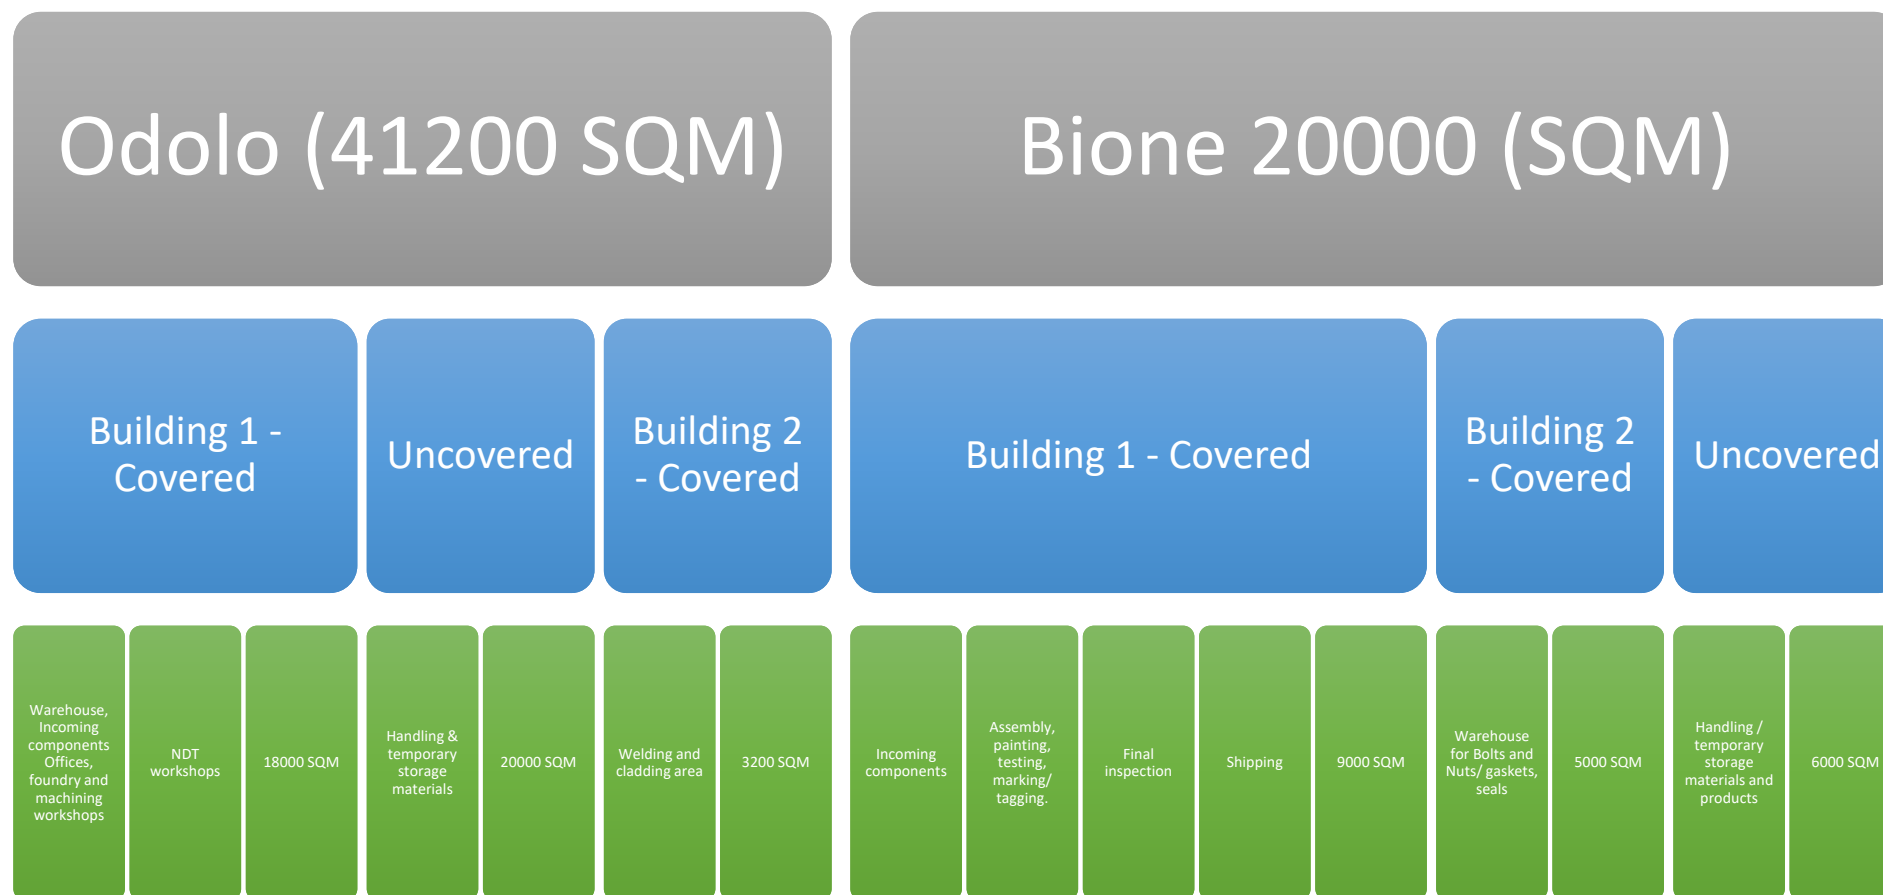 Odolo (41200 SQM)
Bione 20000 (SQM)
Building 1 -
Covered
Uncovered
Building 2
- Covered
Building 1 - Covered
Building 2
- Covered
Uncovered
Warehouse,
Incoming
components
Offices,
foundry and
machining
workshops
NDT
workshops
18000 SQM
Handling &
temporary
storage
materials
20000 SQM
Welding and
cladding area
3200 SQM
Incoming
components
Assembly,
painting,
testing,
marking/
tagging.
Final
inspection
Shipping
9000 SQM
Warehouse
for Bolts and
Nuts/ gaskets,
seals
5000 SQM
Handling /
temporary
storage
materials and
products
6000 SQM